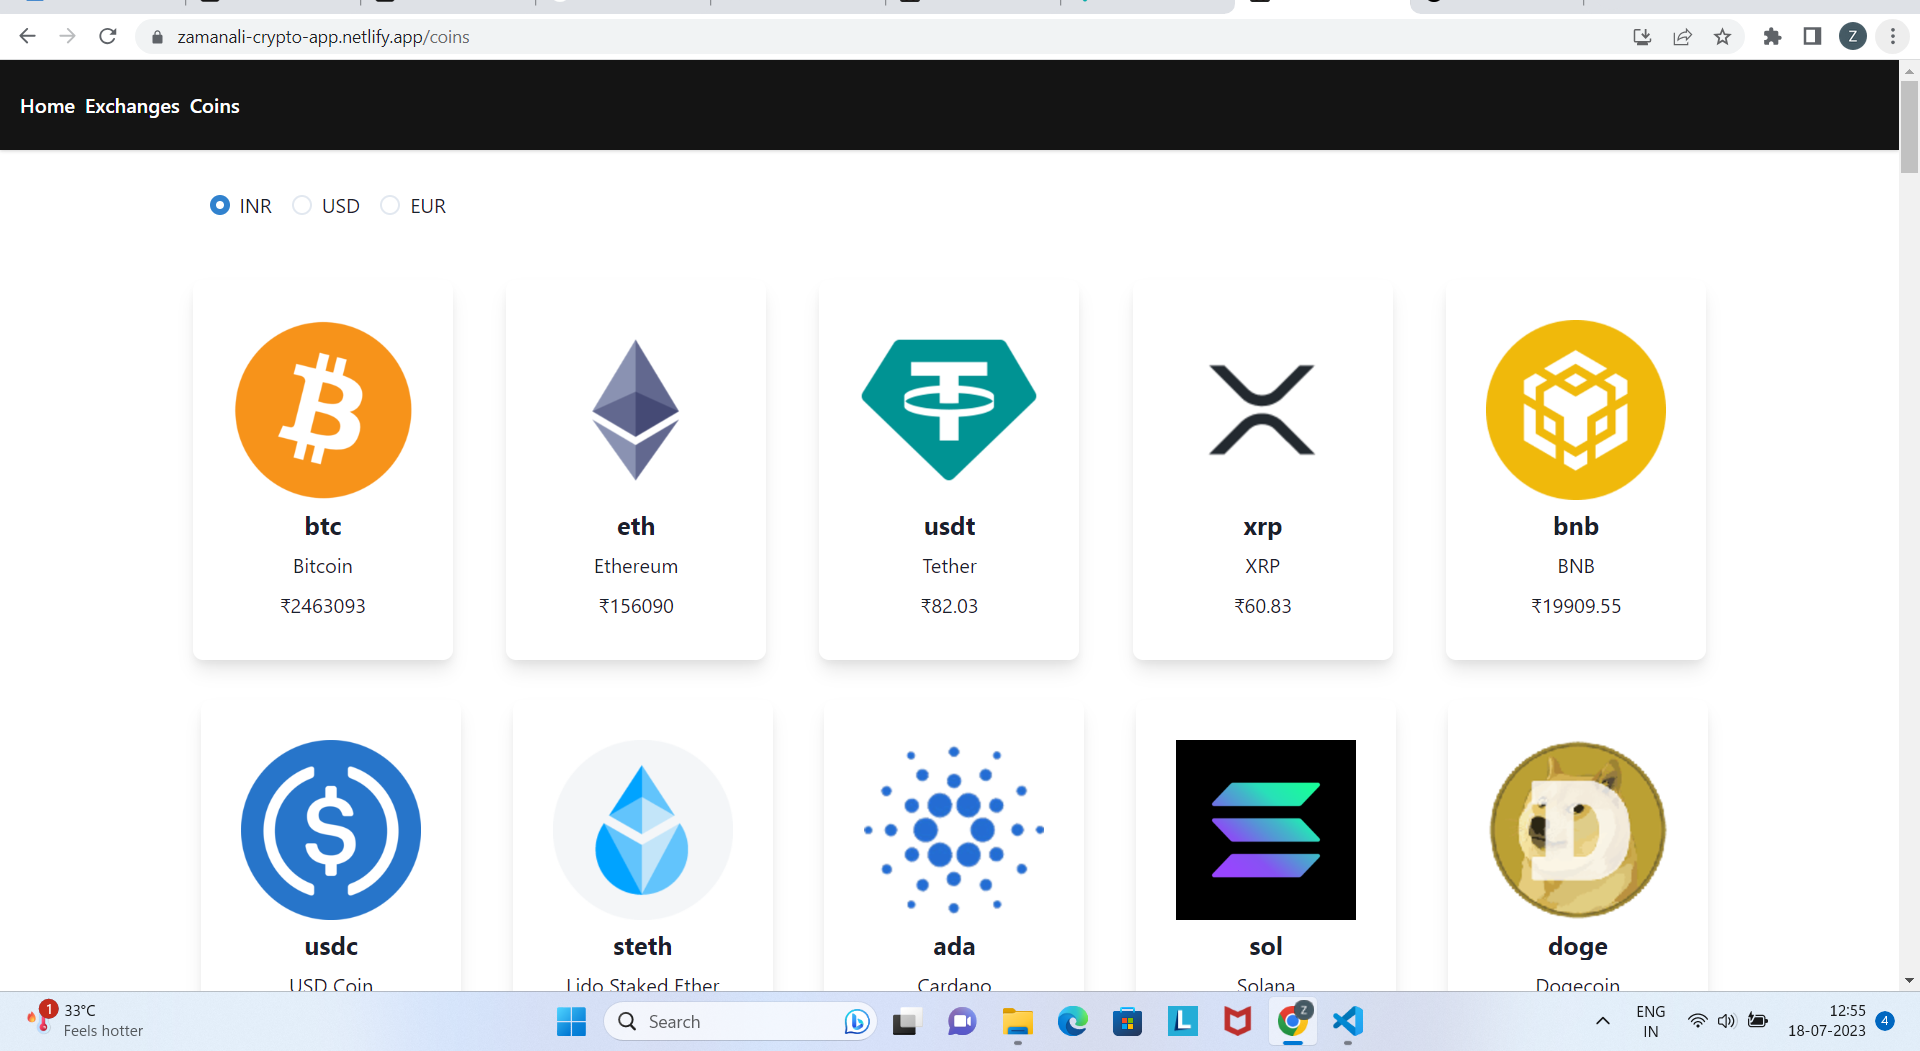 zamanali-crypto-app.netlify.app/coins
Z
Home Exchanges Coins
INR USD EUR
btc
Bitcoin
₹2463093
eth
Ethereum
₹156090
usdt
Tether
₹82.03
xrp
XRP
₹60.83
bnb
BNB
₹19909.55
usdc
USD Coin
steth
Lido Staked Ether
ada
Cardano
sol
Solana
doge
Dogecoin
1
33°C
Feels hotter
Search
L
Z
ENG
IN
12:55
18-07-2023
4